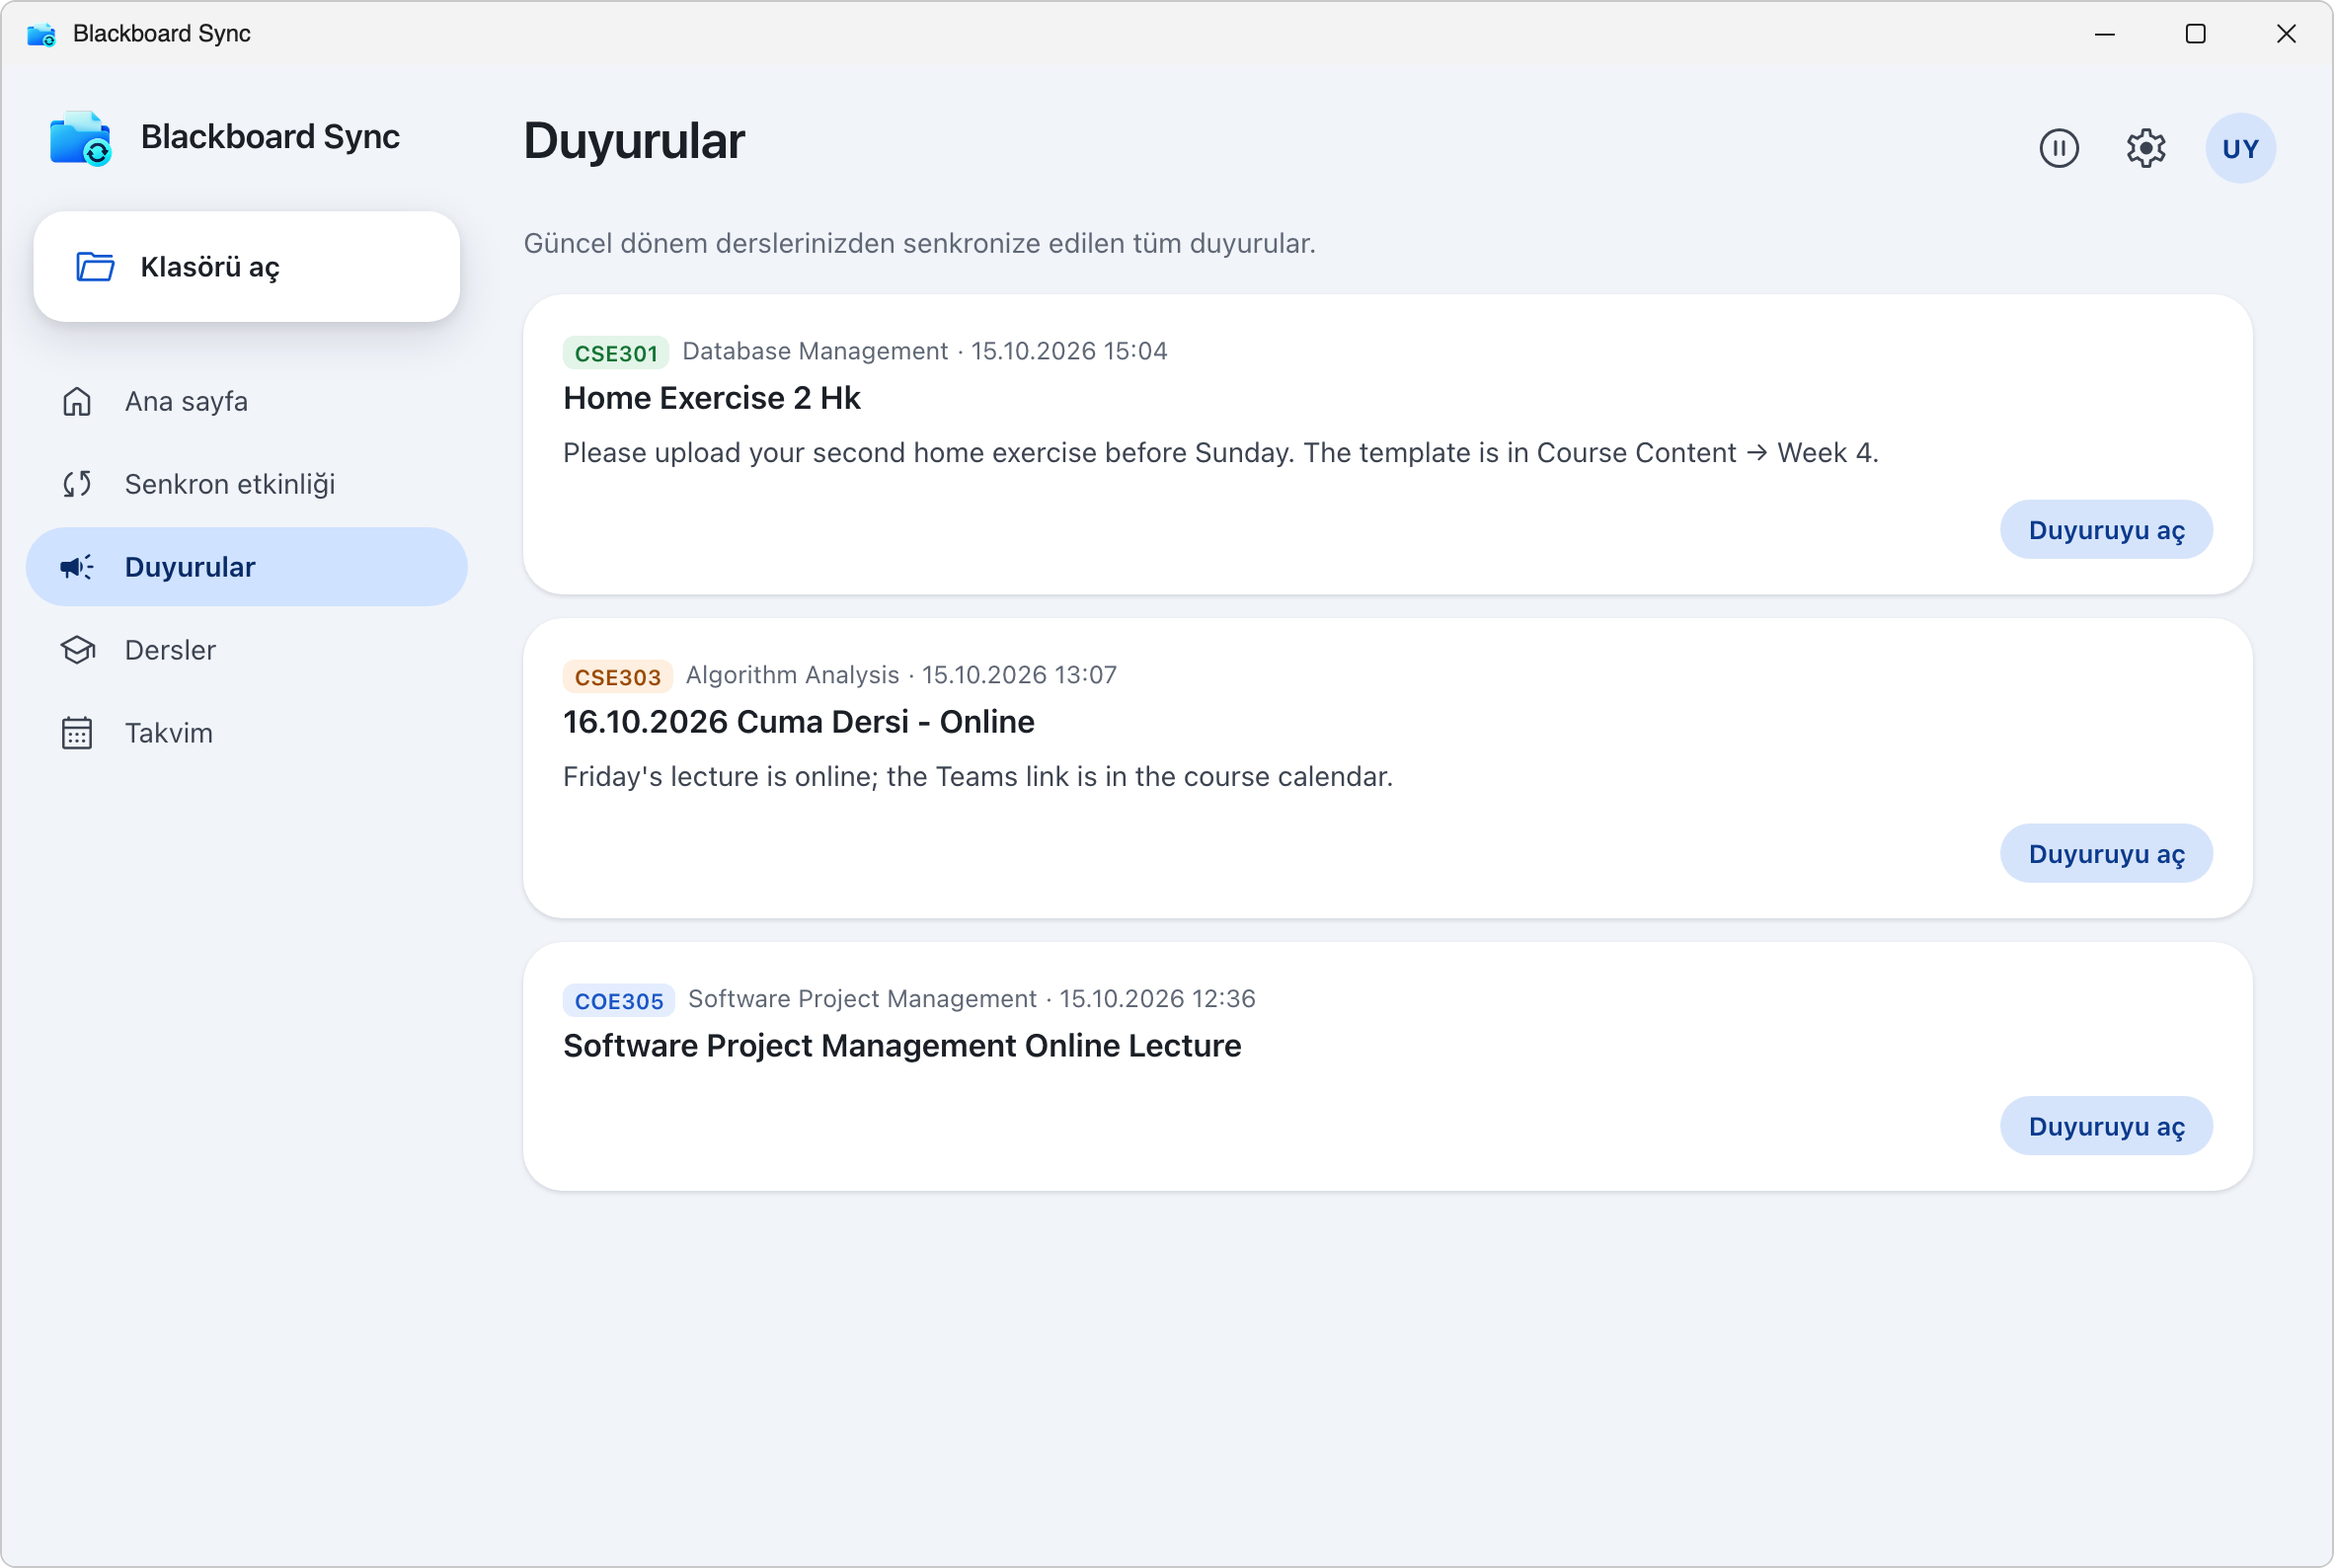 Blackboard Sync
Blackboard Sync
Klasörü aç
Ana sayfa
Senkron etkinliği
Duyurular
Dersler
Takvim
Duyurular
UY
Güncel dönem derslerinizden senkronize edilen tüm duyurular.
CSE301 Database Management · 15.10.2026 15:04
Home Exercise 2 Hk
Please upload your second home exercise before Sunday. The template is in Course Content → Week 4.
Duyuruyu aç
CSE303 Algorithm Analysis · 15.10.2026 13:07
16.10.2026 Cuma Dersi - Online
Friday's lecture is online; the Teams link is in the course calendar.
Duyuruyu aç
COE305 Software Project Management · 15.10.2026 12:36
Software Project Management Online Lecture
Duyuruyu aç